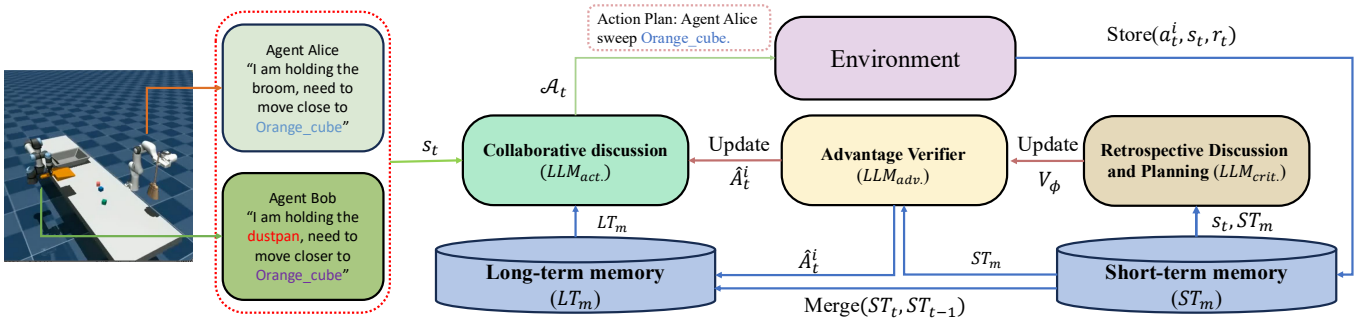 Agent Alice
“I am holding the
broom, need to
move close to
Orange_cube”
Agent Bob
“I am holding the
dustpan, need to
move closer to
Orange_cube”
s_t
Action Plan: Agent Alice
sweep Orange_cube.
𝒜_t
Environment
Store(a_t^i, s_t, r_t)
Collaborative discussion
(LLM_act.)
Update
Â_t^i
Advantage Verifier
(LLM_adv.)
Update
V_ϕ
Retrospective Discussion
and Planning (LLM_crit.)
LT_m
Â_t^i
ST_m
s_t, ST_m
Long-term memory
(LT_m)
Merge(ST_t, ST_{t-1})
Short-term memory
(ST_m)